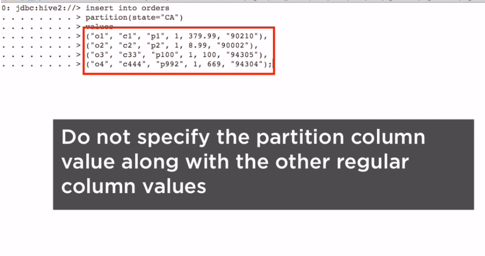 0: jdbc:hive2://> insert into orders
. . . . . . . . > partition(state="CA")
. . . . . . . . > values
. . . . . . . . > ("o1", "c1", "p1", 1, 379.99, "90210"),
. . . . . . . . > ("o2", "c2", "p2", 1, 8.99, "90002"),
. . . . . . . . > ("o3", "c33", "p100", 1, 100, "94305"),
. . . . . . . . > ("o4", "c444", "p992", 1, 669, "94304");
Do not specify the partition column
value along with the other regular
column values